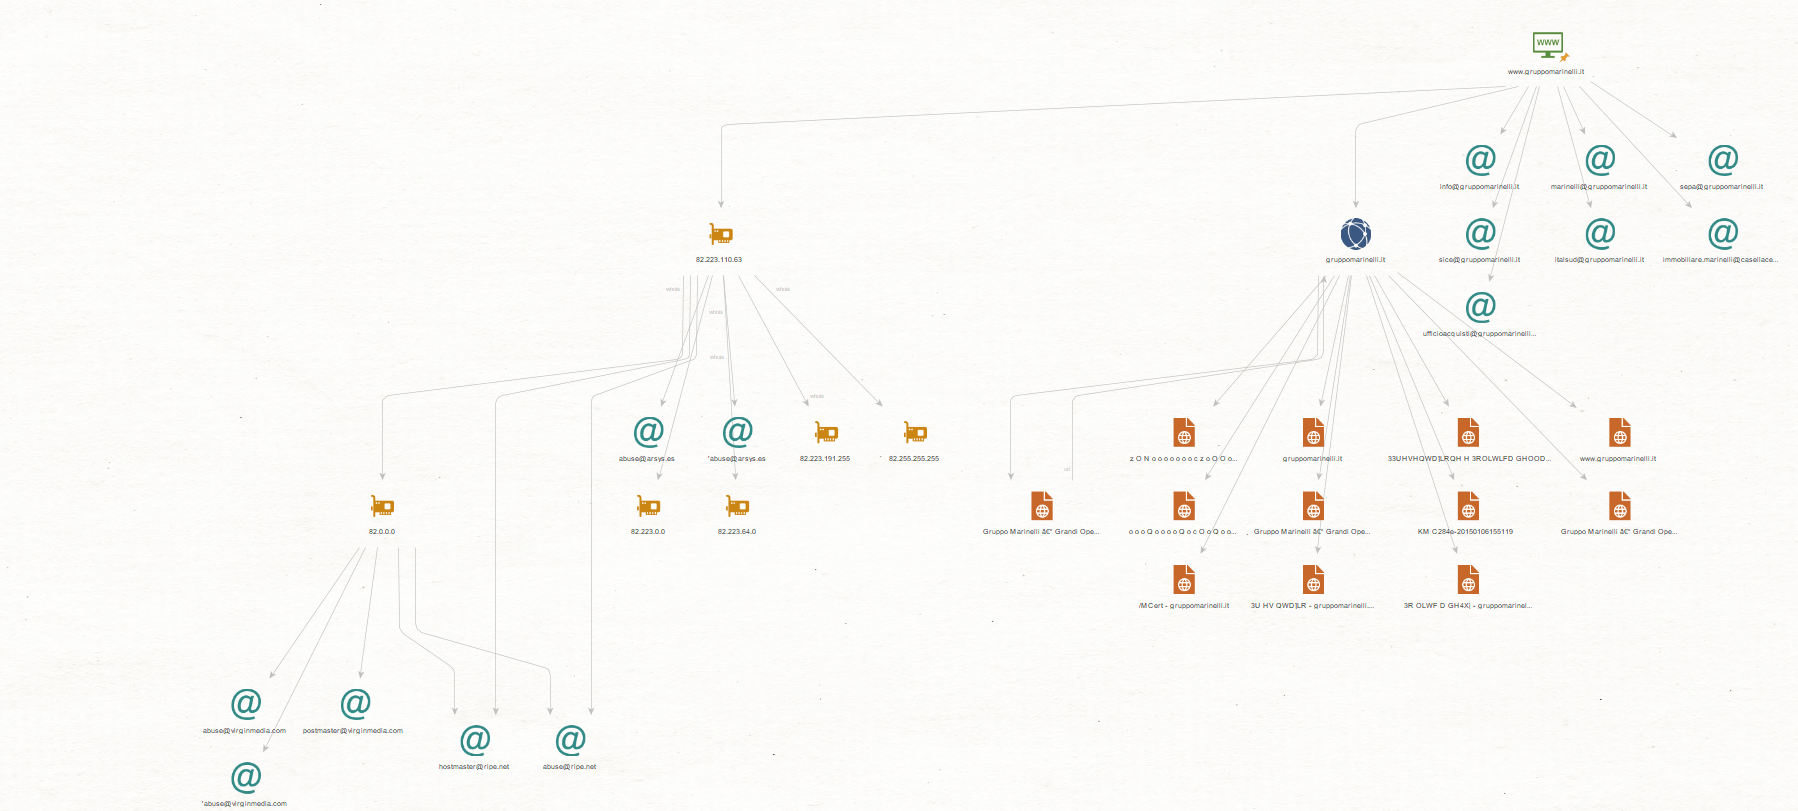 WWW
www.gruppomarinelli.it
info@gruppomarinelli.it
marinelli@gruppomarinelli.it
sepa@gruppomarinelli.it
82.223.110.63
gruppomarinelli.it
sice@gruppomarinelli.it
italsud@gruppomarinelli.it
immobiliare.marinelli@casellace...
whois
whois
whois
ufficioacquisti@gruppomarinelli...
whois
whois
abuse@arsys.es
'abuse@arsys.es
82.223.191.255
82.255.255.255
z O N o o o o o o o c z o O O o...
gruppomarinelli.it
33UHVHQWD]LRQH H 3ROLWLFD GHOOD...
www.gruppomarinelli.it
url
82.0.0.0
82.223.0.0
82.223.64.0
Gruppo Marinelli â€“ Grandi Ope...
o o o Q o o o o Q o c O o Q o o...
Gruppo Marinelli â€“ Grandi Ope...
KM C284e-20150106155119
Gruppo Marinelli â€“ Grandi Ope...
/MCert - gruppomarinelli.it
3U HV QWD]LR - gruppomarinelli....
3R OLWF D GH4Xj - gruppomarinel...
abuse@virginmedia.com
postmaster@virginmedia.com
hostmaster@ripe.net
abuse@ripe.net
'abuse@virginmedia.com